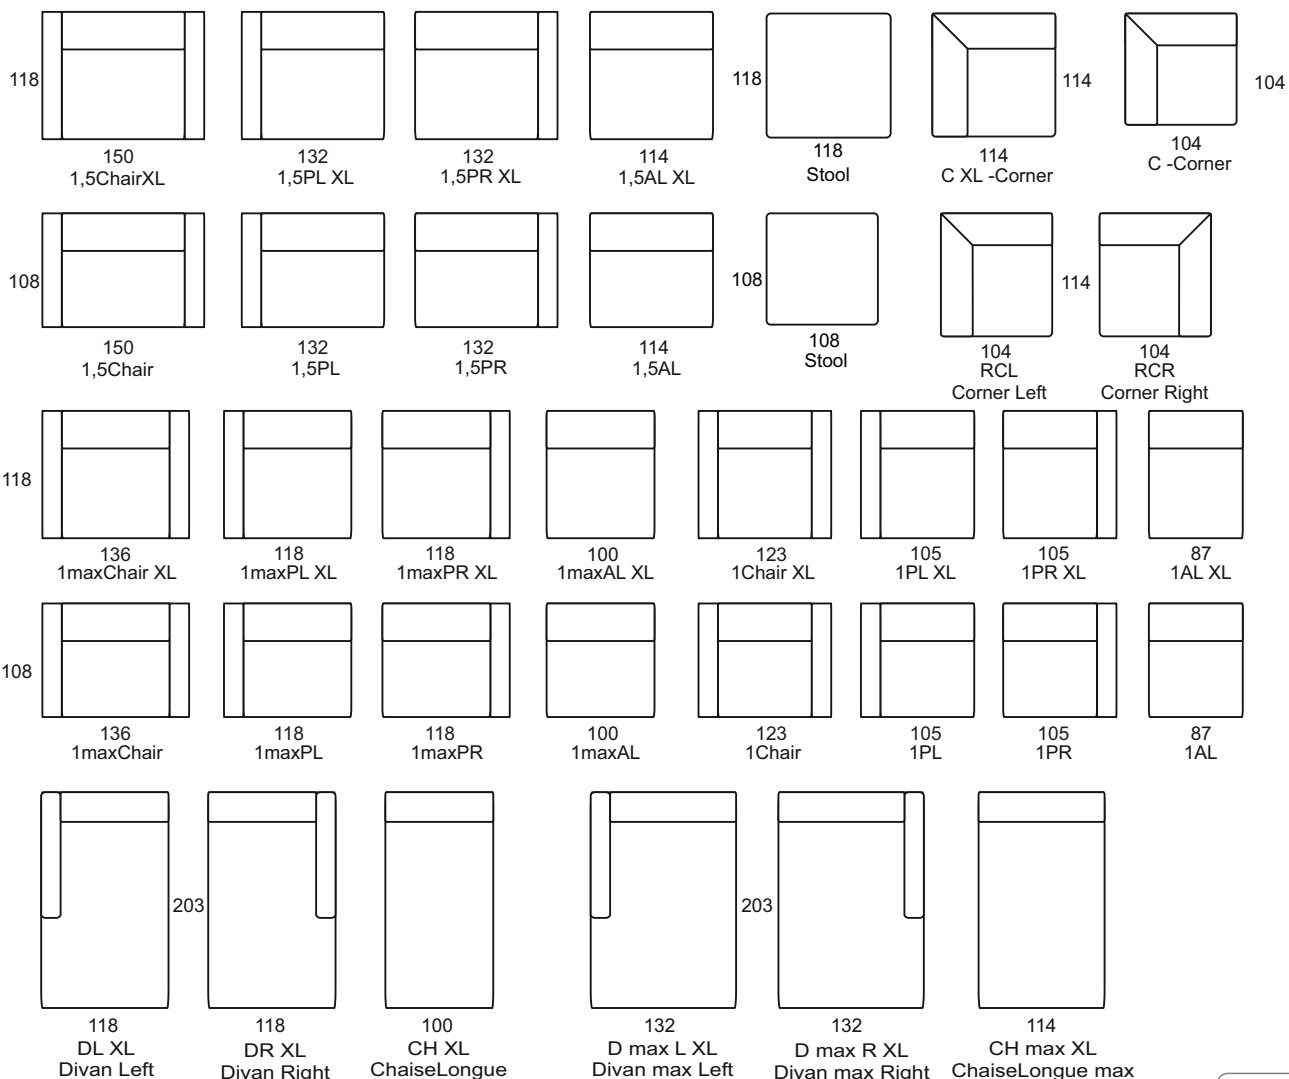 118
150
1,5ChairXL
132
1,5PL XL
132
1,5PR XL
114
1,5AL XL
118
118
Stool
114
114
C XL -Corner
104
104
C -Corner
108
150
1,5Chair
132
1,5PL
132
1,5PR
114
1,5AL
108
108
Stool
104
RCL
Corner Left
114
104
RCR
Corner Right
118
136
1maxChair XL
118
1maxPL XL
118
1maxPR XL
100
1maxAL XL
123
1Chair XL
105
1PL XL
105
1PR XL
87
1AL XL
108
136
1maxChair
118
1maxPL
118
1maxPR
100
1maxAL
123
1Chair
105
1PL
105
1PR
87
1AL
118
DL XL
Divan Left
203
118
DR XL
Divan Right
100
CH XL
ChaiseLongue
132
D max L XL
Divan max Left
203
132
D max R XL
Divan max Right
114
CH max XL
ChaiseLongue max